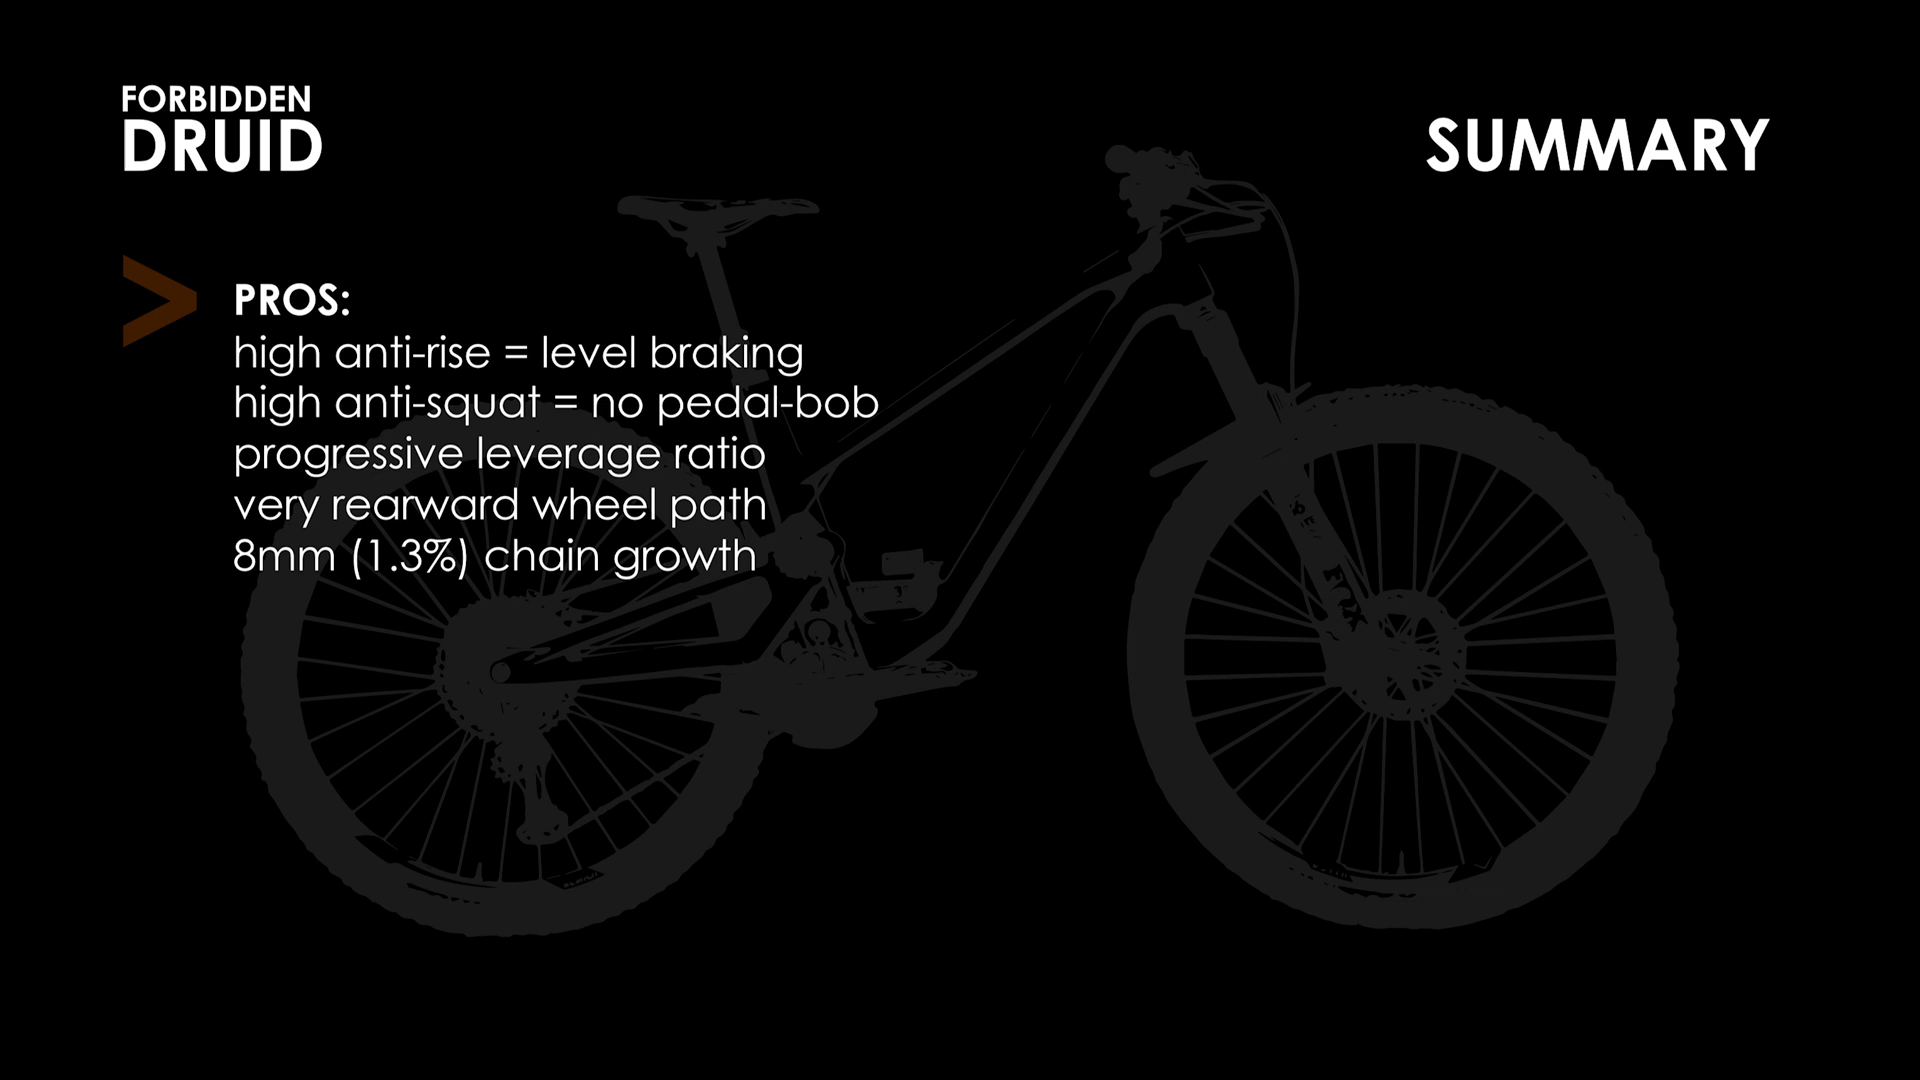 FORBIDDEN
DRUID
SUMMARY
>
PROS:
high anti-rise = level braking
high anti-squat = no pedal-bob
progressive leverage ratio
very rearward wheel path
8mm (1.3%) chain growth